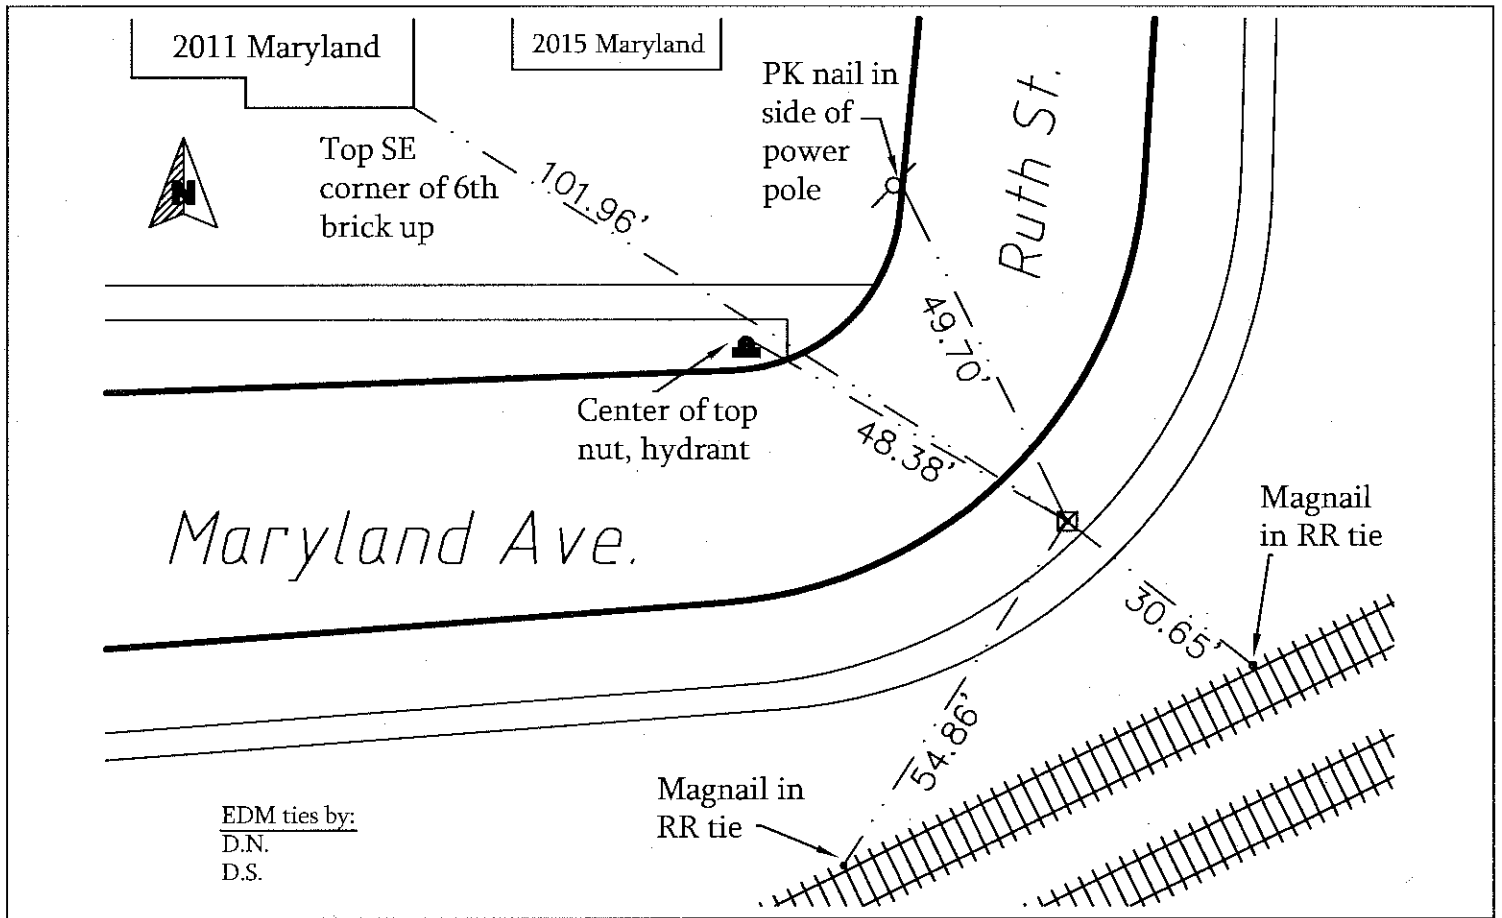 2011 Maryland
2015 Maryland
PK nail in
side of
power
pole
Ruth St.
Top SE
corner of 6th
brick up
N
101.96'
49.70'
Center of top
nut, hydrant
48.38'
Maryland Ave.
Magnail
in RR tie
30.65'
54.86'
Magnail in
RR tie
EDM ties by:
D.N.
D.S.